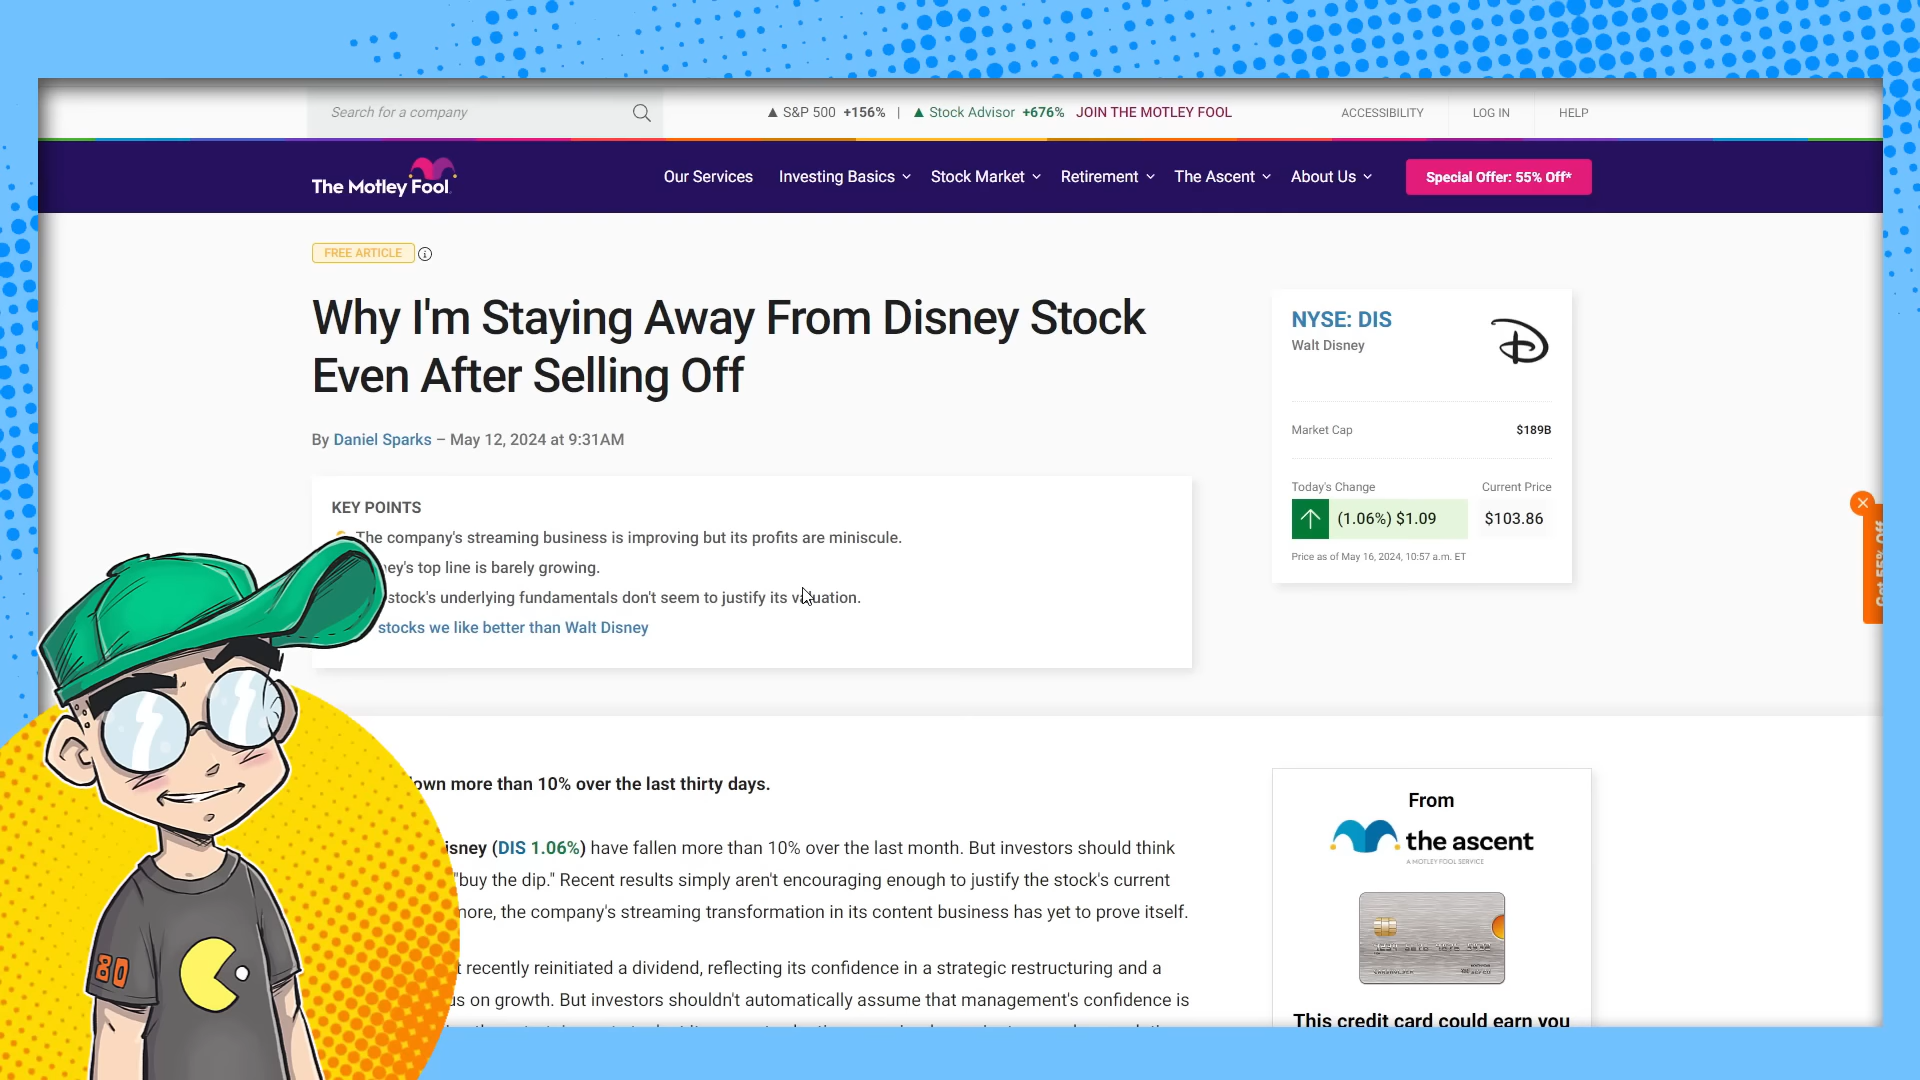 Search for a company
▲ S&P 500 +156% | ▲ Stock Advisor +676% JOIN THE MOTLEY FOOL
ACCESSIBILITY LOG IN HELP
The Motley Fool
Our Services Investing Basics Stock Market Retirement The Ascent About Us Special Offer: 55% Off*
FREE ARTICLE
Why I'm Staying Away From Disney Stock
Even After Selling Off
By Daniel Sparks – May 12, 2024 at 9:31AM
KEY POINTS
The company's streaming business is improving but its profits are miniscule.
ney's top line is barely growing.
stock's underlying fundamentals don't seem to justify its valuation.
stocks we like better than Walt Disney
NYSE: DIS
Walt Disney
Market Cap $189B
Today's Change Current Price
(1.06%) $1.09 $103.86
Price as of May 16, 2024, 10:57 a.m. ET
Get 55% Off
own more than 10% over the last thirty days.
isney (DIS 1.06%) have fallen more than 10% over the last month. But investors should think
"buy the dip." Recent results simply aren't encouraging enough to justify the stock's current
more, the company's streaming transformation in its content business has yet to prove itself.
t recently reinitiated a dividend, reflecting its confidence in a strategic restructuring and a
us on growth. But investors shouldn't automatically assume that management's confidence is
From
the ascent
A MOTLEY FOOL SERVICE
This credit card could earn you
80